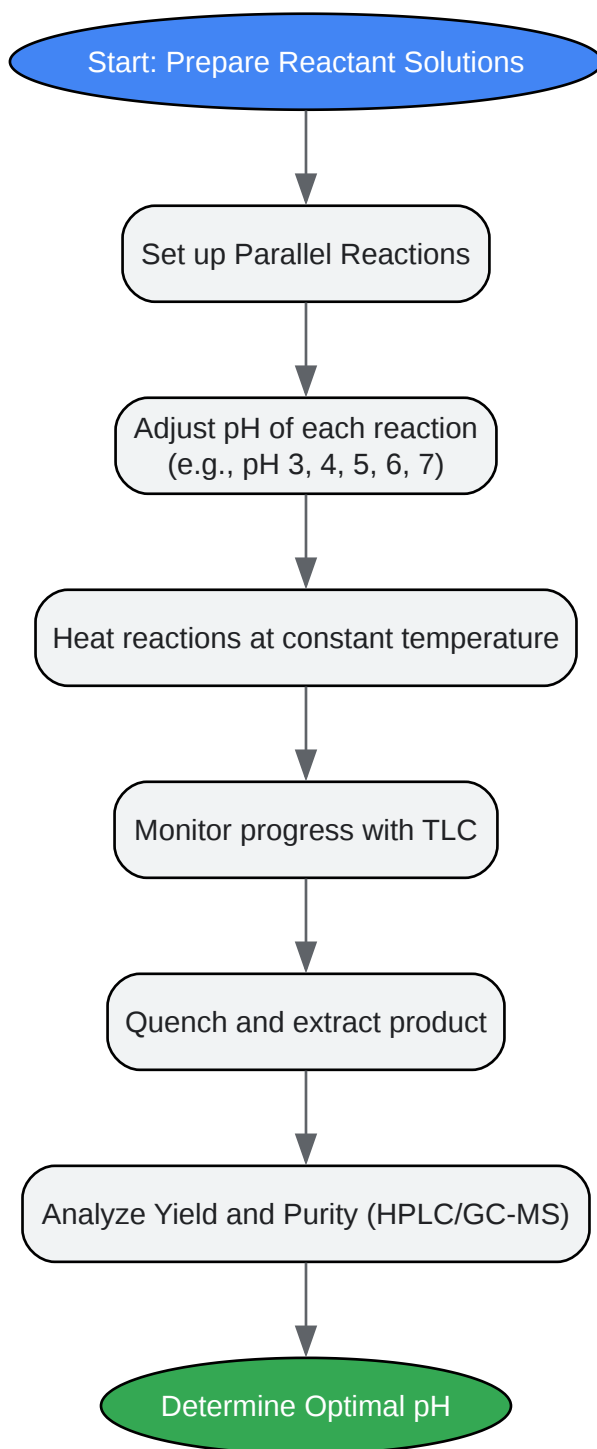 Start: Prepare Reactant Solutions
Set up Parallel Reactions
Adjust pH of each reaction
(e.g., pH 3, 4, 5, 6, 7)
Heat reactions at constant temperature
Monitor progress with TLC
Quench and extract product
Analyze Yield and Purity (HPLC/GC-MS)
Determine Optimal pH